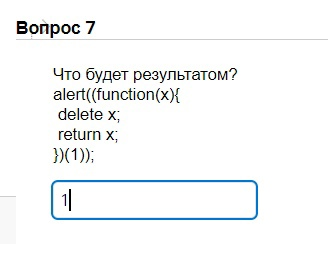 Вопрос 7
Что будет результатом?
alert((function(x){
delete x;
return x;
})(1));
1